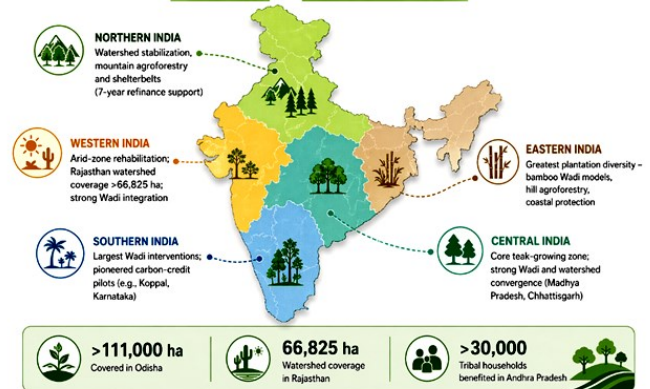 NORTHERN INDIA
Watershed stabilization,
mountain agroforestry
and shelterbelts
(7-year refinance support)
WESTERN INDIA
Arid-zone rehabilitation;
Rajasthan watershed
coverage >66,825 ha;
strong Wadi integration
EASTERN INDIA
Greatest plantation diversity –
bamboo Wadi models,
hill agroforestry,
coastal protection
SOUTHERN INDIA
Largest Wadi interventions;
pioneered carbon-credit
pilots (e.g., Koppal,
Karnataka)
CENTRAL INDIA
Core teak-growing zone;
strong Wadi and watershed
convergence (Madhya
Pradesh, Chhattisgarh)
>111,000 ha
Covered in Odisha
66,825 ha
Watershed coverage
in Rajasthan
>30,000
Tribal households
benefited in Andhra Pradesh